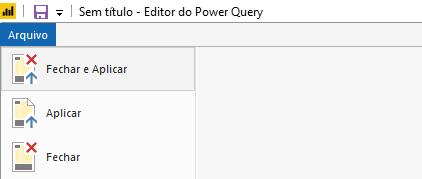 Sem título - Editor do Power Query
Arquivo
Fechar e Aplicar
Aplicar
Fechar